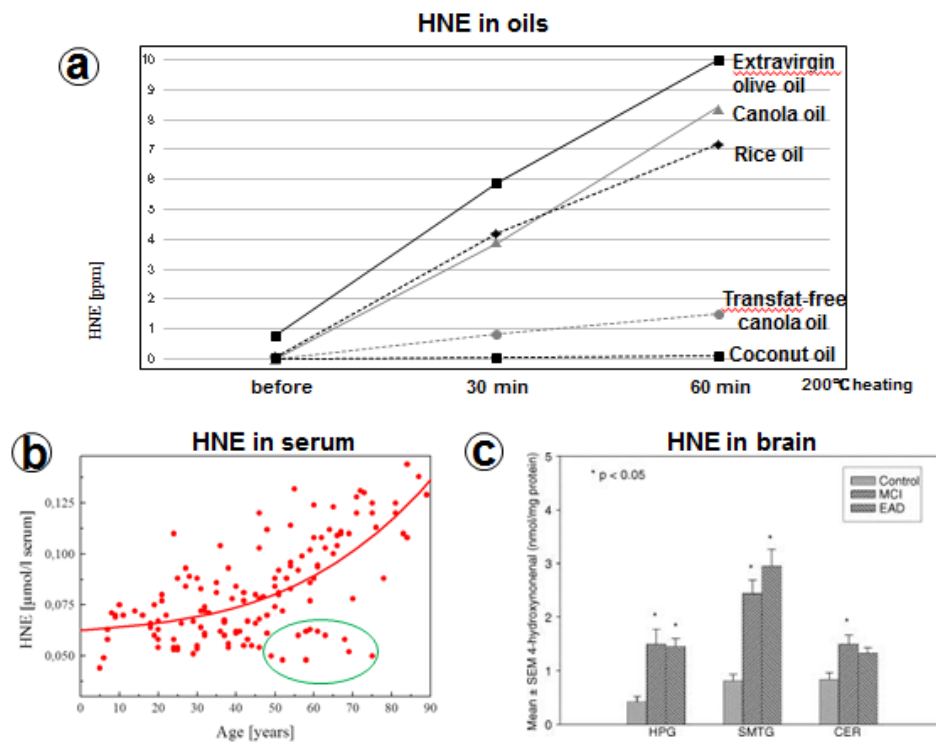 HNE in oils
a
10
9
8
7
6
5
4
3
2
1
0
HNE [ppm]
Extravirgin
olive oil
Canola oil
Rice oil
Transfat-free
canola oil
Coconut oil
before
30 min
60 min
200℃ heating
b
HNE in serum
0,125
0,100
0,075
0,050
HNE [µmol/l serum]
0 10 20 30 40 50 60 70 80 90
Age [years]
c
HNE in brain
5
4
3
2
1
0
Mean ± SEM 4-hydroxynonenal (nmol/mg protein)
* p < 0.05
Control
MCI
EAD
* *
* *
*
HPG SMTG CER